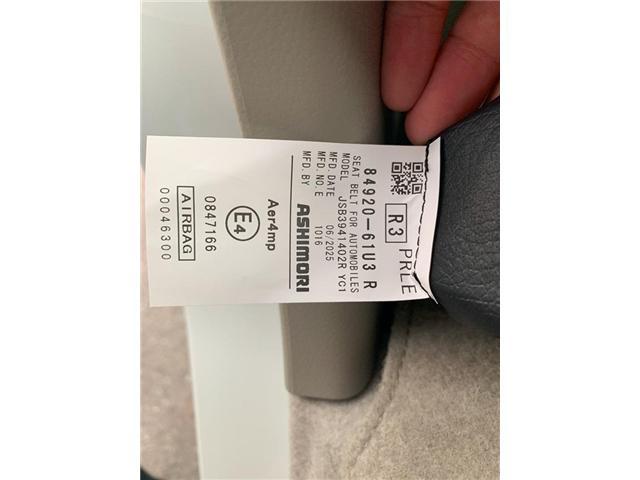 R3 PRLE
84920-61U3 R
SEAT BELT FOR AUTOMOBILES
MODEL JSB3941402R YC1
MFD. DATE 06/2025
MFD. NO. E 1016
MFD. BY ASHIMORI
Aer4mp
E4
0847166
AIRBAG
00046300